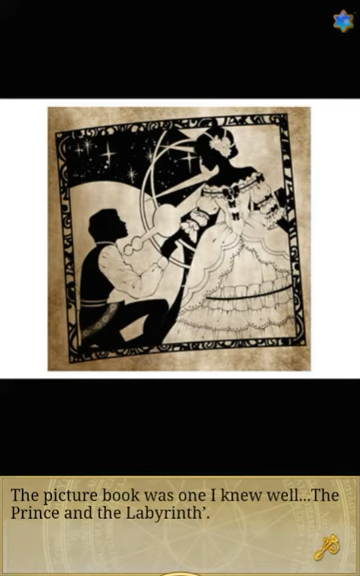 The picture book was one I knew well...The
Prince and the Labyrinth’.